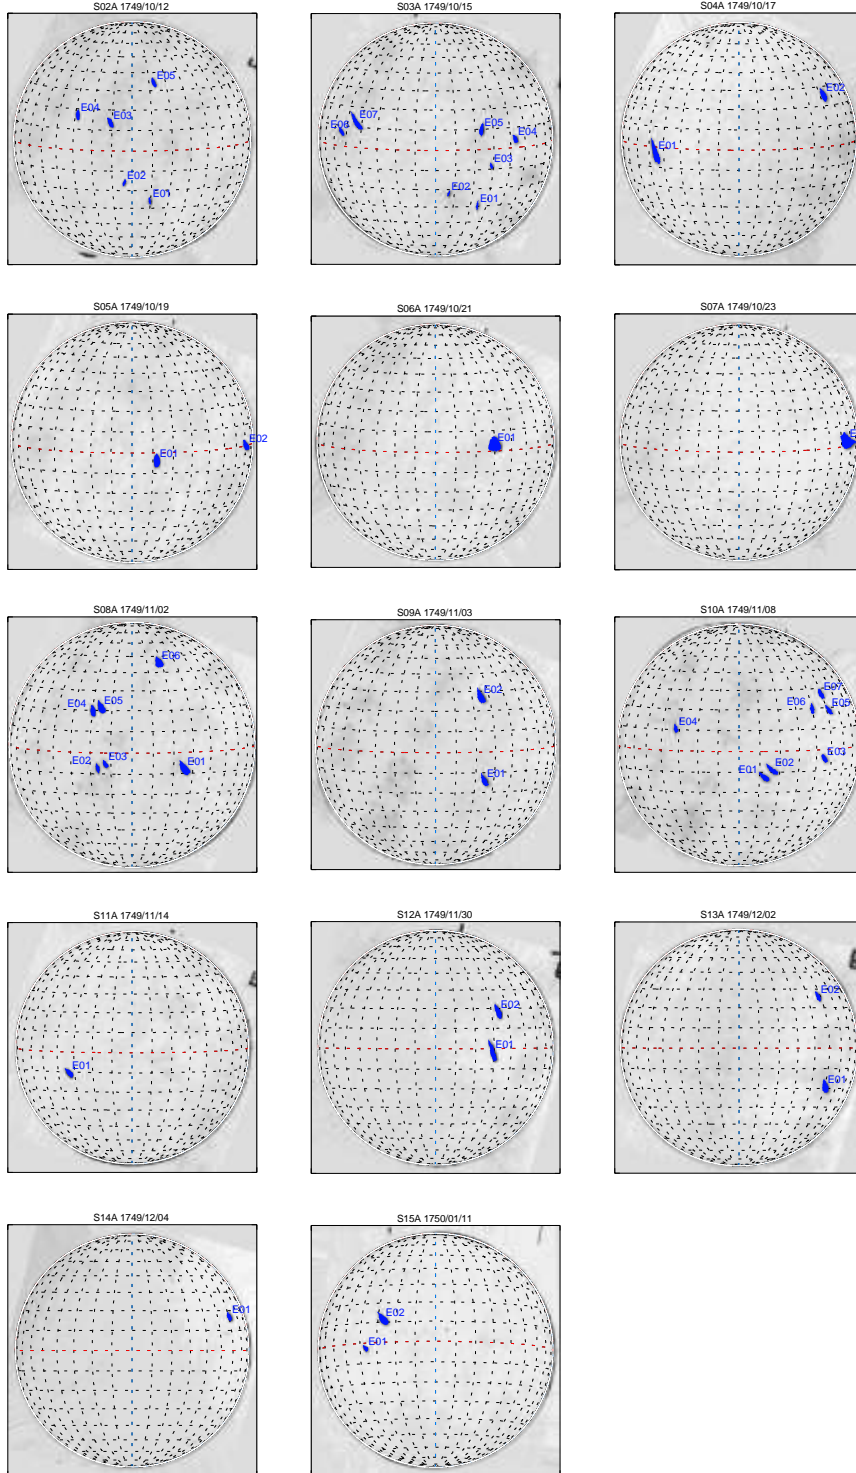 S02A 1749/10/12
E05
E04
E03
E02
E01
S03A 1749/10/15
E07
E06
E05
E04
E03
E02
E01
S04A 1749/10/17
E02
E01
S05A 1749/10/19
E02
E01
S06A 1749/10/21
E01
S07A 1749/10/23
S08A 1749/11/02
E06
E05
E04
E03
E02
E01
S09A 1749/11/03
E02
E01
S10A 1749/11/08
E07
E06
E05
E04
E03
E02
E01
S11A 1749/11/14
E01
S12A 1749/11/30
E02
E01
S13A 1749/12/02
E02
E01
S14A 1749/12/04
E01
S15A 1750/01/11
E02
E01